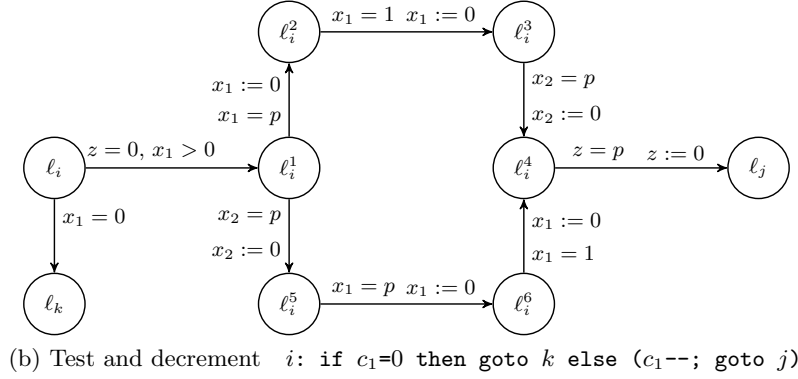 ℓ_i^2
x_1 = 1 x_1 := 0
ℓ_i^3
x_1 := 0
x_1 = p
x_2 = p
x_2 := 0
ℓ_i
z = 0, x_1 > 0
ℓ_i^1
ℓ_i^4
z = p z := 0
ℓ_j
x_1 = 0
x_2 = p
x_2 := 0
x_1 := 0
x_1 = 1
ℓ_k
ℓ_i^5
x_1 = p x_1 := 0
ℓ_i^6
(b) Test and decrement i: if c_1=0 then goto k else (c_1--; goto j)